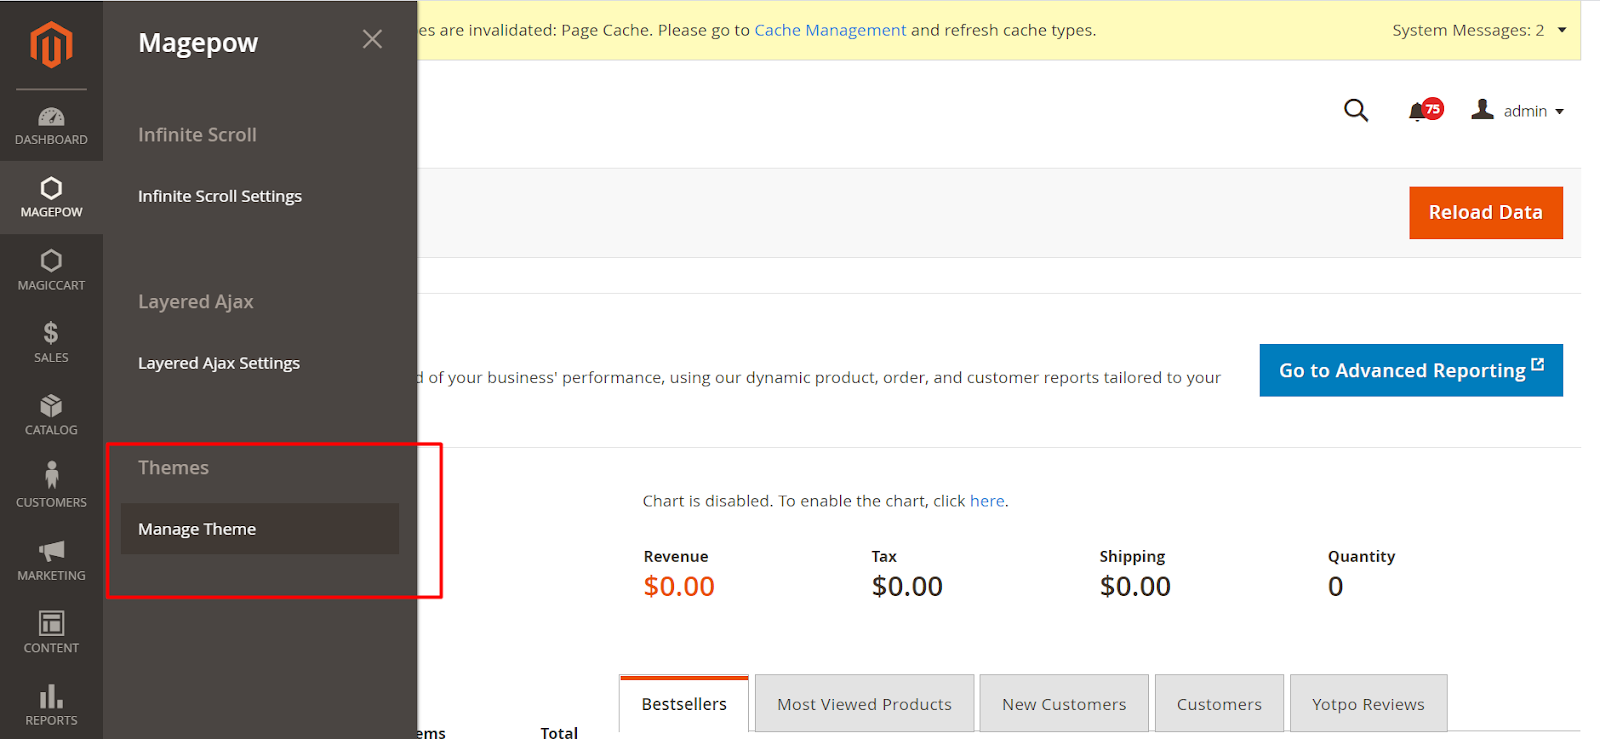 es are invalidated: Page Cache. Please go to Cache Management and refresh cache types.
System Messages: 2
DASHBOARD
MAGEPOW
MAGICCART
SALES
CATALOG
CUSTOMERS
MARKETING
CONTENT
REPORTS
Magepow
Infinite Scroll
Infinite Scroll Settings
Layered Ajax
Layered Ajax Settings
Themes
Manage Theme
75
admin
Reload Data
d of your business' performance, using our dynamic product, order, and customer reports tailored to your
Go to Advanced Reporting
Chart is disabled. To enable the chart, click here.
Revenue
$0.00
Tax
$0.00
Shipping
$0.00
Quantity
0
Bestsellers
Most Viewed Products
New Customers
Customers
Yotpo Reviews
ems
Total